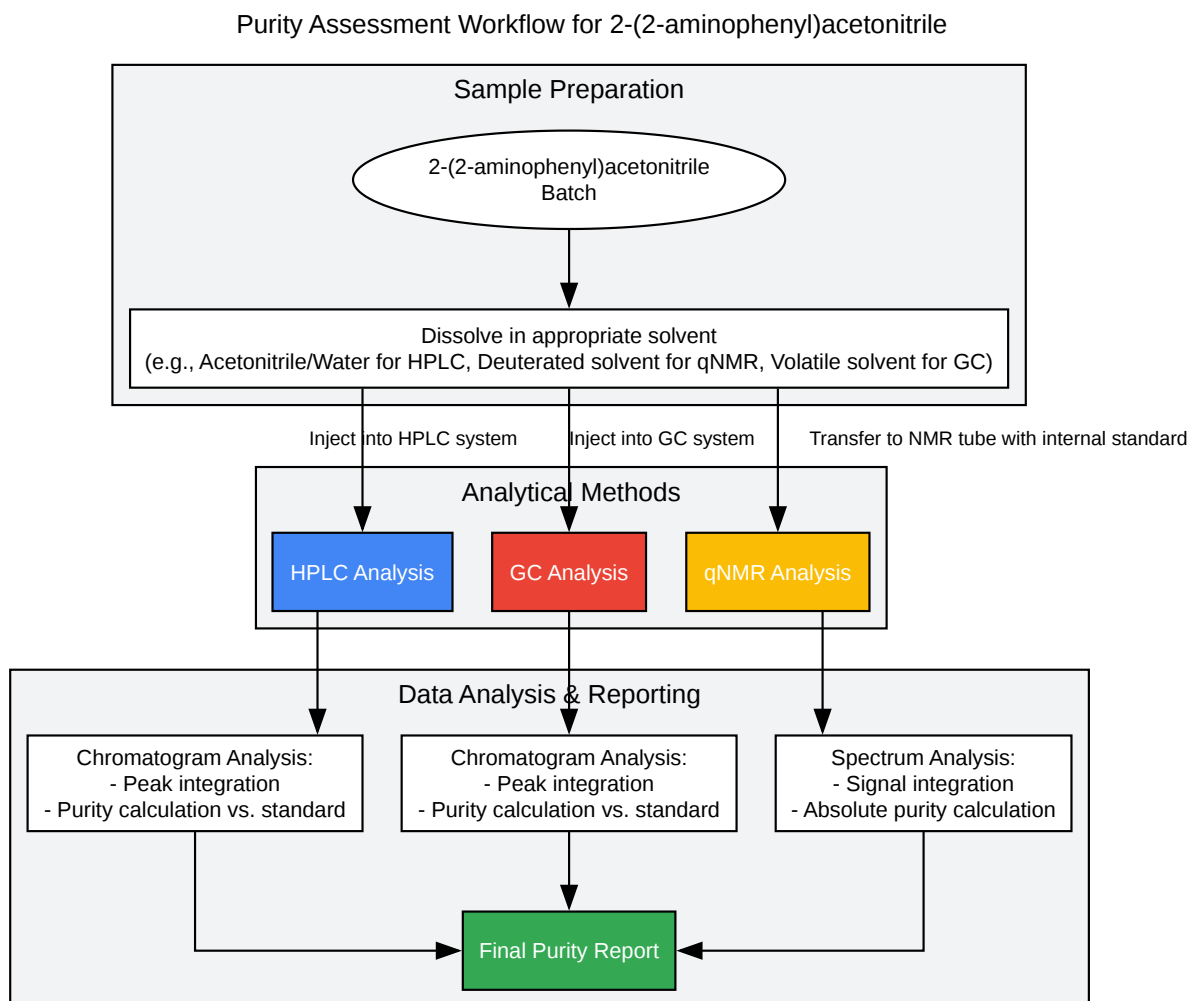 Purity Assessment Workflow for 2-(2-aminophenyl)acetonitrile
Sample Preparation
2-(2-aminophenyl)acetonitrile
Batch
Dissolve in appropriate solvent
(e.g., Acetonitrile/Water for HPLC, Deuterated solvent for qNMR, Volatile solvent for GC)
Inject into HPLC system
Inject into GC system
Transfer to NMR tube with internal standard
Analytical Methods
HPLC Analysis
GC Analysis
qNMR Analysis
Data Analysis & Reporting
Chromatogram Analysis:
- Peak integration
- Purity calculation vs. standard
Chromatogram Analysis:
- Peak integration
- Purity calculation vs. standard
Spectrum Analysis:
- Signal integration
- Absolute purity calculation
Final Purity Report